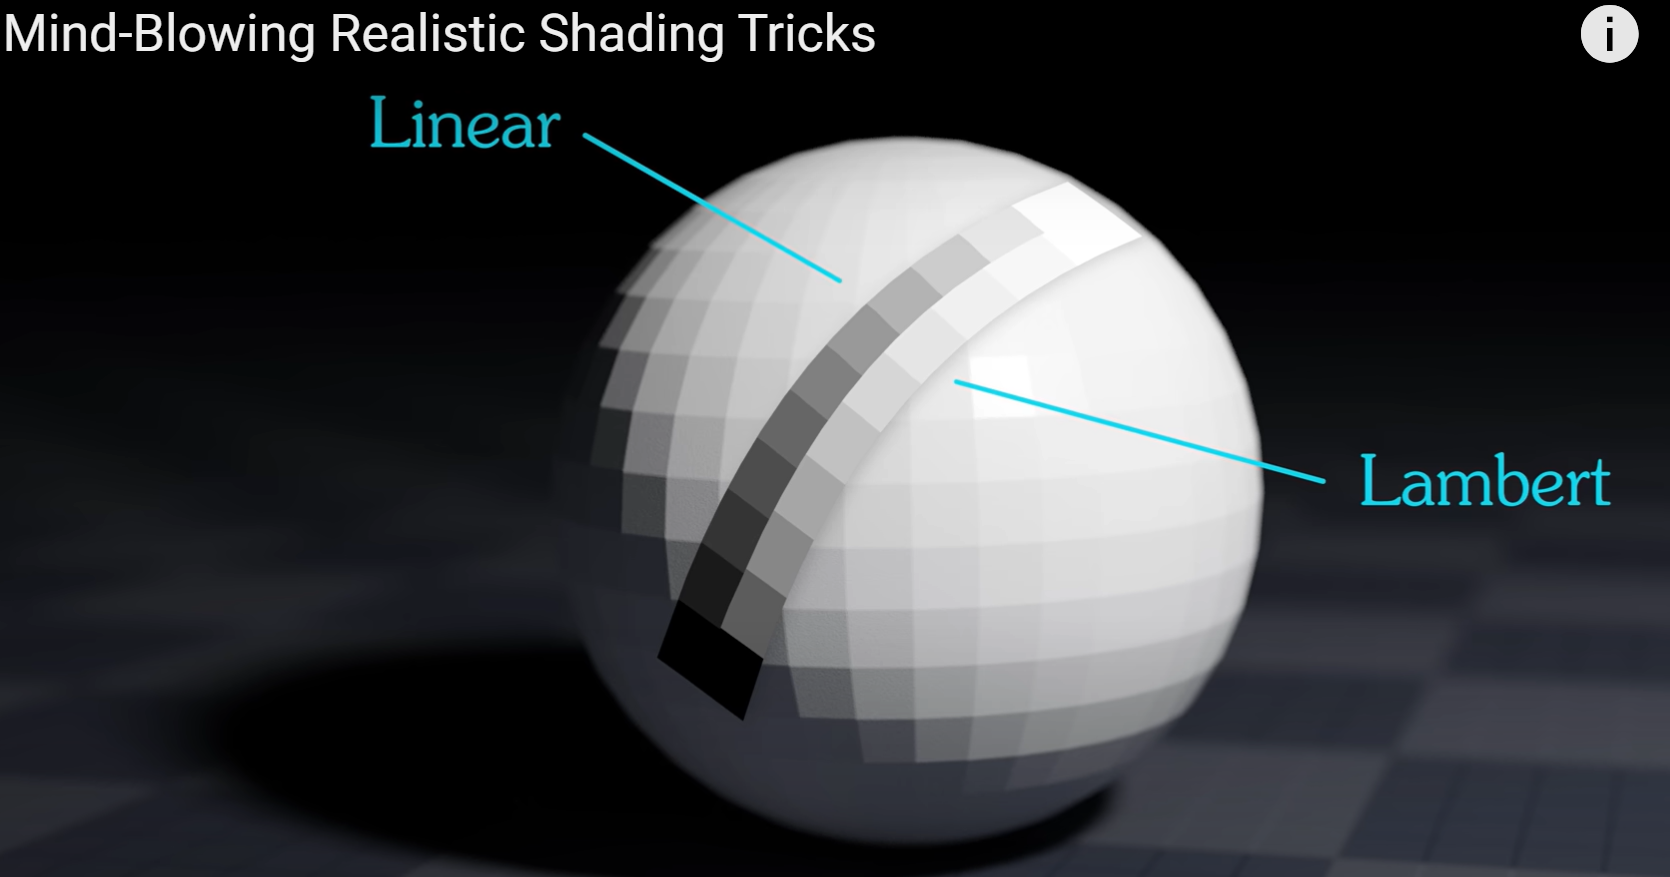 Mind-Blowing Realistic Shading Tricks
i
Linear
Lambert